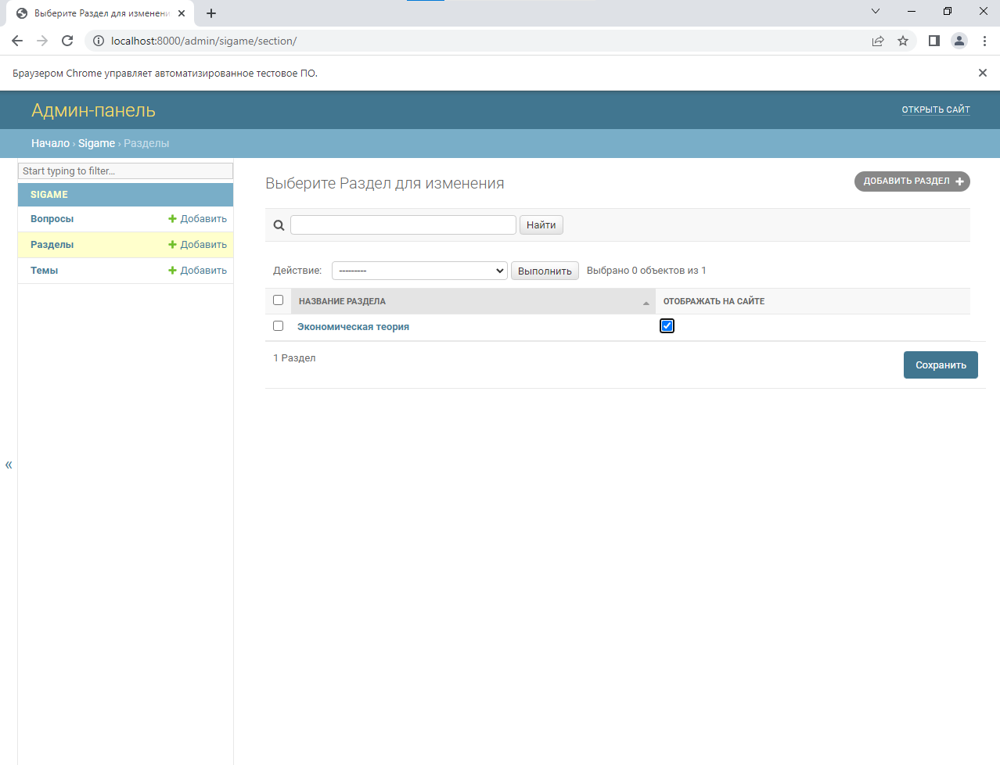 Выберите Раздел для изменени
localhost:8000/admin/sigame/section/
Браузером Chrome управляет автоматизированное тестовое ПО.
Админ-панель
ОТКРЫТЬ САЙТ
Начало › Sigame › Разделы
Start typing to filter...
SIGAME
Вопросы
Добавить
Разделы
Добавить
Темы
Добавить
Выберите Раздел для изменения
ДОБАВИТЬ РАЗДЕЛ
Найти
Действие:
---------
Выполнить
Выбрано 0 объектов из 1
НАЗВАНИЕ РАЗДЕЛА
ОТОБРАЖАТЬ НА САЙТЕ
Экономическая теория
1 Раздел
Сохранить
«